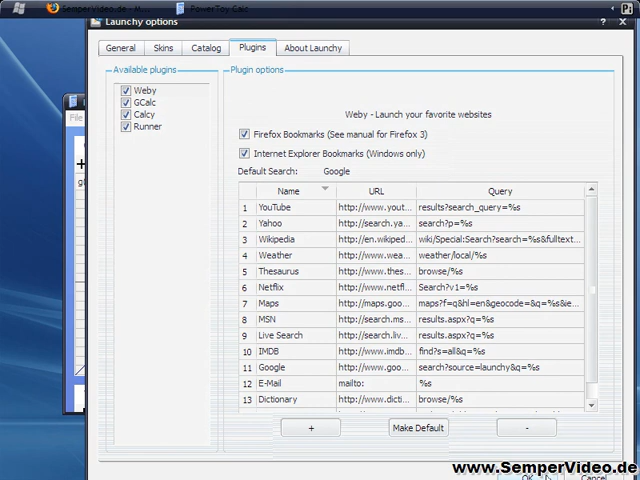 SemperVideo.de - M...
PowerToy Calc
Launchy options
General
Skins
Catalog
Plugins
About Launchy
Available plugins
Weby
GCalc
Calcy
Runner
Plugin options
Weby - Launch your favorite websites
Firefox Bookmarks (See manual for Firefox 3)
Internet Explorer Bookmarks (Windows only)
Default Search: Google
Name URL Query
1 YouTube http://www.yout... results?search_query=%s
2 Yahoo http://search.ya... search?p=%s
3 Wikipedia http://en.wikiped... wiki/Special:Search?search=%s&fulltext...
4 Weather http://www.wea... weather/local/%s
5 Thesaurus http://www.thes... browse/%s
6 Netflix http://www.netfl... Search?v1=%s
7 Maps http://maps.goo... maps?f=q&hl=en&geocode=&q=%s&ie...
8 MSN http://search.ms... results.aspx?q=%s
9 Live Search http://search.liv... results.aspx?q=%s
10 IMDB http://www.imdb... find?s=all&q=%s
11 Google http://www.goo... search?source=launchy&q=%s
12 E-Mail mailto: %s
13 Dictionary http://www.dicti... browse/%s
+
Make Default
-
OK
Cancel
www.SemperVideo.de